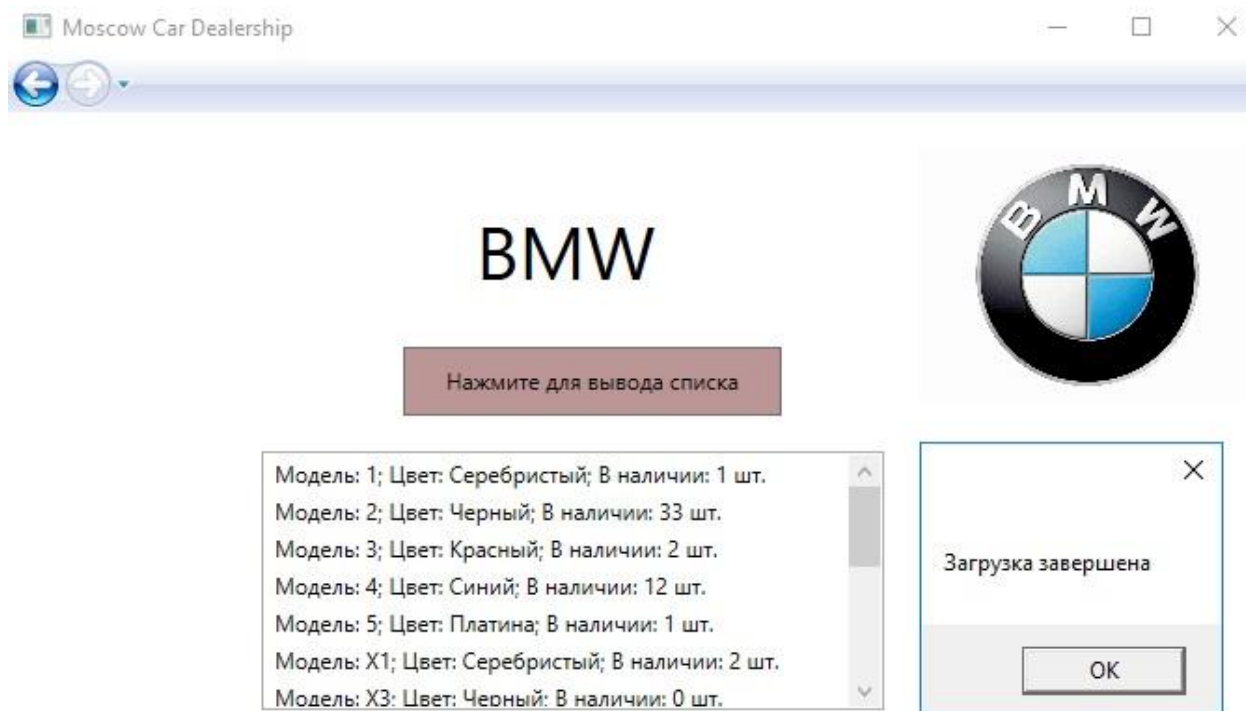 Moscow Car Dealership
BMW
BMW
Нажмите для вывода списка
Модель: 1; Цвет: Серебристый; В наличии: 1 шт.
Модель: 2; Цвет: Черный; В наличии: 33 шт.
Модель: 3; Цвет: Красный; В наличии: 2 шт.
Модель: 4; Цвет: Синий; В наличии: 12 шт.
Модель: 5; Цвет: Платина; В наличии: 1 шт.
Модель: X1; Цвет: Серебристый; В наличии: 2 шт.
Модель: X3; Цвет: Черный; В наличии: 0 шт.
Загрузка завершена
OK